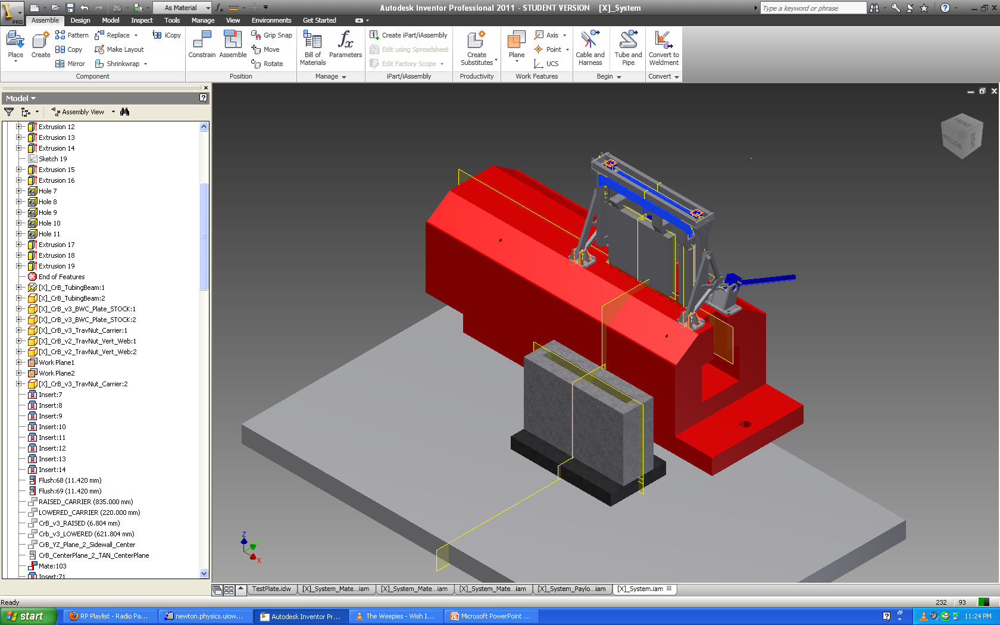 PRO
As Material
Autodesk Inventor Professional 2011 - STUDENT VERSION [X]_System
Type a keyword or phrase
Assemble Design Model Inspect Tools Manage View Environments Get Started
Place
Create
Pattern
Copy
Mirror
Replace
Make Layout
Shrinkwrap
iCopy
Component
Constrain
Assemble
Grip Snap
Move
Rotate
Position
Bill of
Materials
Parameters
Manage
Create iPart/iAssembly
Edit using Spreadsheet
Edit Factory Scope
iPart/iAssembly
Create
Substitutes
Productivity
Plane
Axis
Point
UCS
Work Features
Cable and
Harness
Tube and
Pipe
Begin
Convert to
Weldment
Convert
Model
Assembly View
Extrusion 12
Extrusion 13
Extrusion 14
Sketch 19
Extrusion 15
Extrusion 16
Hole 7
Hole 8
Hole 9
Hole 10
Hole 11
Extrusion 17
Extrusion 18
Extrusion 19
End of Features
[X]_CrB_TubingBeam:1
[X]_CrB_TubingBeam:2
[X]_CrB_v3_BWC_Plate_STOCK:1
[X]_CrB_v3_BWC_Plate_STOCK:2
[X]_CrB_v3_TravNut_Carrier:1
[X]_CrB_v2_TravNut_Vert_Web:1
[X]_CrB_v2_TravNut_Vert_Web:2
Work Plane1
Work Plane2
[X]_CrB_v3_TravNut_Carrier:2
Insert:7
Insert:8
Insert:9
Insert:10
Insert:11
Insert:12
Insert:13
Insert:14
Flush:68 (11.420 mm)
Flush:69 (11.420 mm)
RAISED_CARRIER (835.000 mm)
LOWERED_CARRIER (220.000 mm)
CrB_v3_RAISED (6.804 mm)
Crb_v3_LOWERED (621.804 mm)
CrB_YZ_Plane_2_Sidewall_Center
CrB_CenterPlane_2_TAN_CenterPlane
Mate:103
Insert:71
FRONT
RIGHT
BOTTOM
Z
Y
X
TestPlate.idw [X]_System_Mate...iam [X]_System_Mate...iam [X]_System_Mate...iam [X]_System_Paylo...iam [X]_System.iam
Ready
232 93
start
RP Playlist - Radio Pa...
newton.physics.uiow...
Autodesk Inventor Pr...
The Weepies - Wish I...
Microsoft PowerPoint ...
11:24 PM